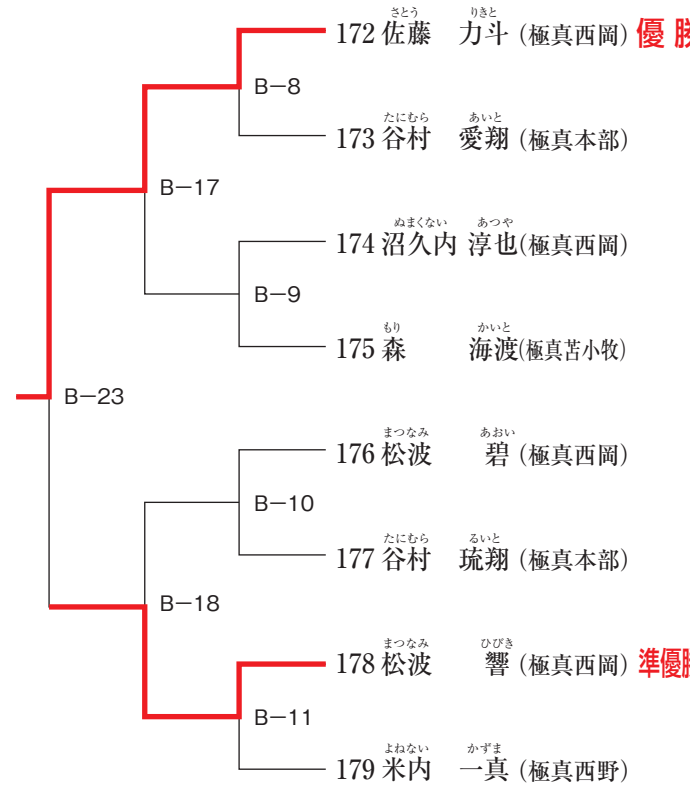 さとう りきと
172 佐藤 力斗 (極真西岡) 優勝
B-8
たにむら あいと
173 谷村 愛翔 (極真本部)
B-17
ぬまくない あつや
174 沼久内 淳也(極真西岡)
B-9
もり かいと
175 森 海渡(極真苫小牧)
B-23
まつなみ あおい
176 松波 碧 (極真西岡)
B-10
たにむら るいと
177 谷村 琉翔 (極真本部)
B-18
まつなみ ひびき
178 松波 響 (極真西岡) 準優勝
B-11
よねない かずま
179 米内 一真 (極真西野)